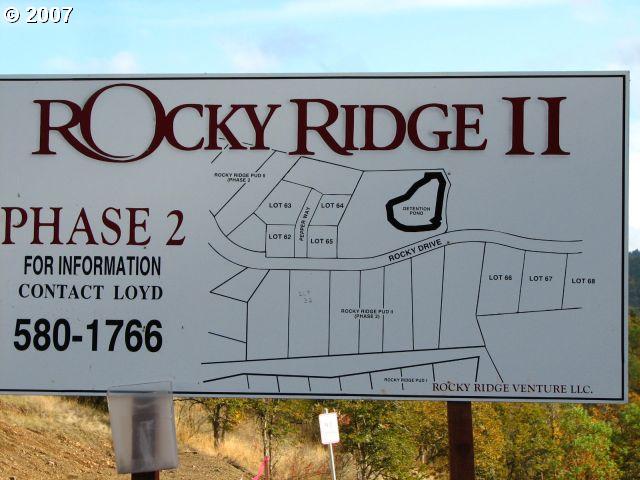 © 2007
ROCKY RIDGE II
PHASE 2
FOR INFORMATION
CONTACT LOYD
580-1766
ROCKY RIDGE PUD II
(PHASE 2
LOT 63
LOT 64
PEPPER WAY
LOT 62
LOT 65
DETENTION
POND
ROCKY DRIVE
LOT 66
LOT 67
LOT 68
ROCKY RIDGE PUD II
(PHASE 2)
ROCKY RIDGE PUD I
ROCKY RIDGE VENTURE LLC.